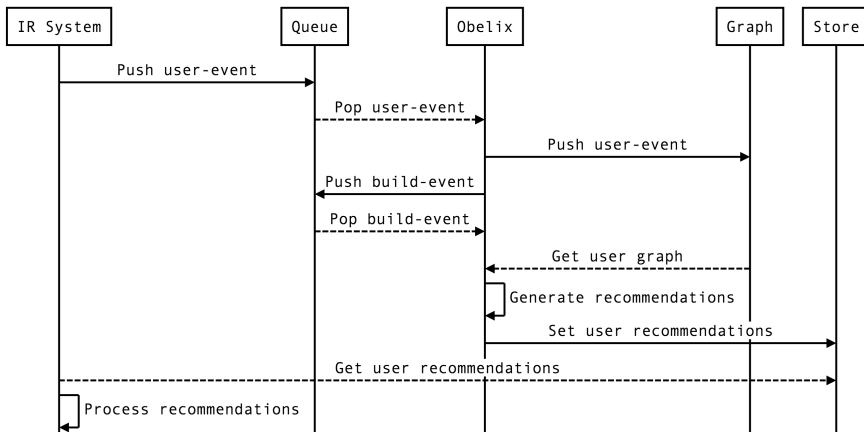 IR System
Queue
Obelix
Graph
Store
Push user-event
Pop user-event
Push user-event
Push build-event
Pop build-event
Get user graph
Generate recommendations
Set user recommendations
Get user recommendations
Process recommendations